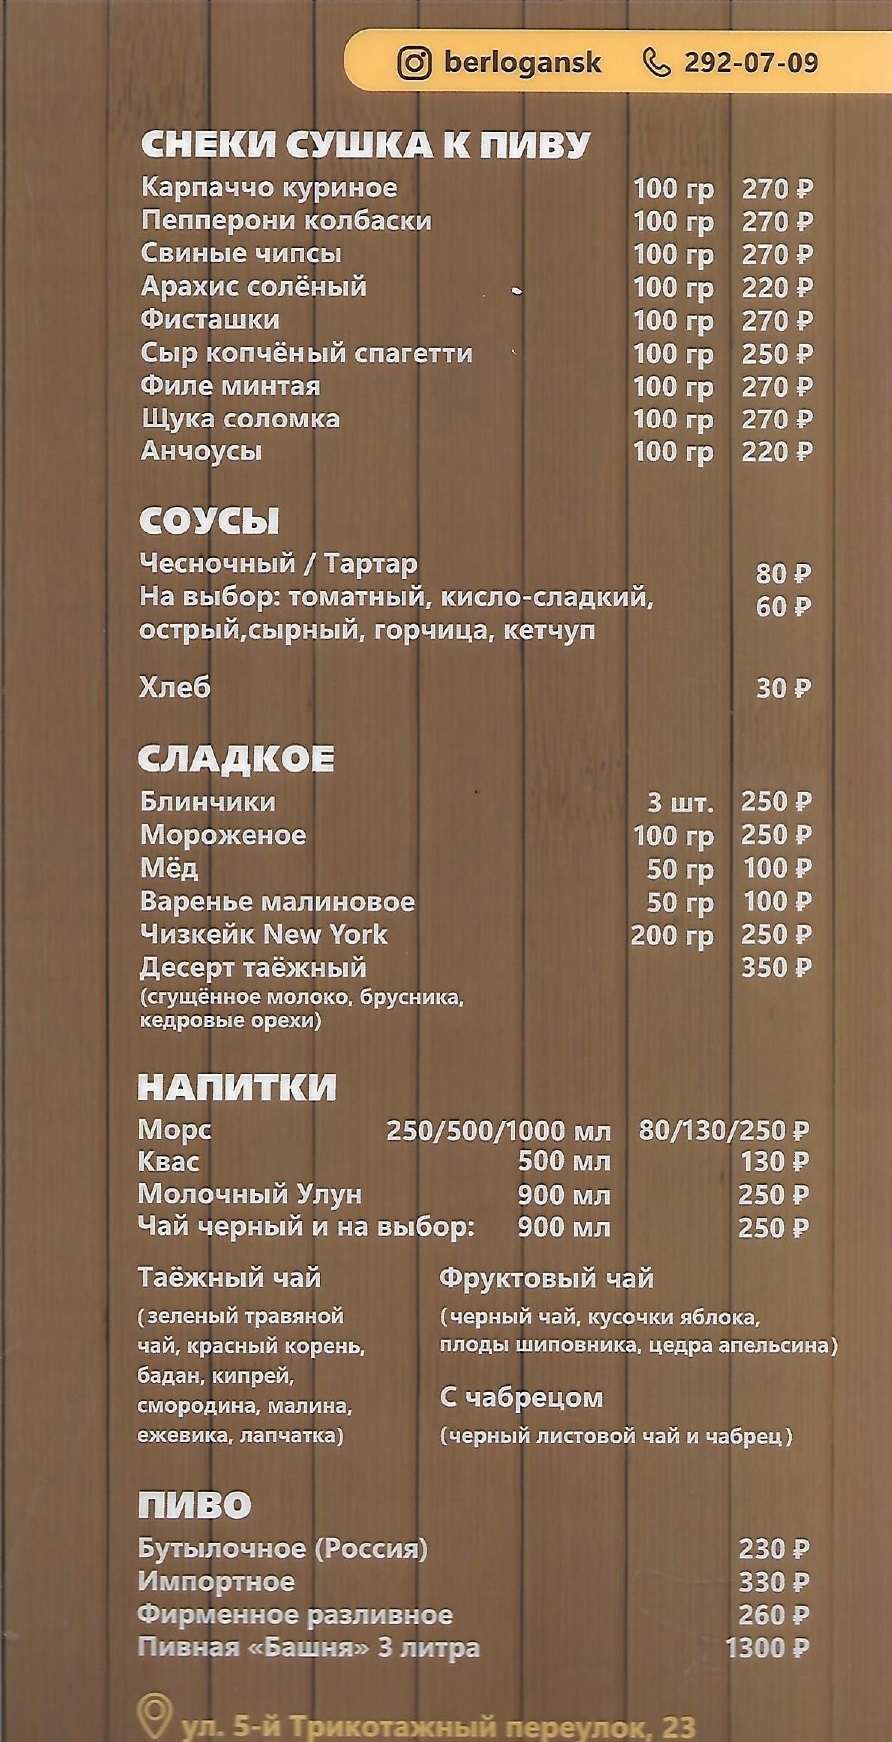 berlogansk 292-07-09
СНЕКИ СУШКА К ПИВУ
Карпаччо куриное 100 гр 270 ₽
Пепперони колбаски 100 гр 270 ₽
Свиные чипсы 100 гр 270 ₽
Арахис солёный 100 гр 220 ₽
Фисташки 100 гр 270 ₽
Сыр копчёный спагетти 100 гр 250 ₽
Филе минтая 100 гр 270 ₽
Щука соломка 100 гр 270 ₽
Анчоусы 100 гр 220 ₽
СОУСЫ
Чесночный / Тартар 80 ₽
На выбор: томатный, кисло-сладкий, 60 ₽
острый,сырный, горчица, кетчуп
Хлеб 30 ₽
СЛАДКОЕ
Блинчики 3 шт. 250 ₽
Мороженое 100 гр 250 ₽
Мёд 50 гр 100 ₽
Варенье малиновое 50 гр 100 ₽
Чизкейк New York 200 гр 250 ₽
Десерт таёжный 350 ₽
(сгущённое молоко, брусника,
кедровые орехи)
НАПИТКИ
Морс 250/500/1000 мл 80/130/250 ₽
Квас 500 мл 130 ₽
Молочный Улун 900 мл 250 ₽
Чай черный и на выбор: 900 мл 250 ₽
Таёжный чай
(зеленый травяной
чай, красный корень,
бадан, кипрей,
смородина, малина,
ежевика, лапчатка)
Фруктовый чай
(черный чай, кусочки яблока,
плоды шиповника, цедра апельсина)
С чабрецом
(черный листовой чай и чабрец)
ПИВО
Бутылочное (Россия) 230 ₽
Импортное 330 ₽
Фирменное разливное 260 ₽
Пивная «Башня» 3 литра 1300 ₽
ул. 5-й Трикотажный переулок, 23